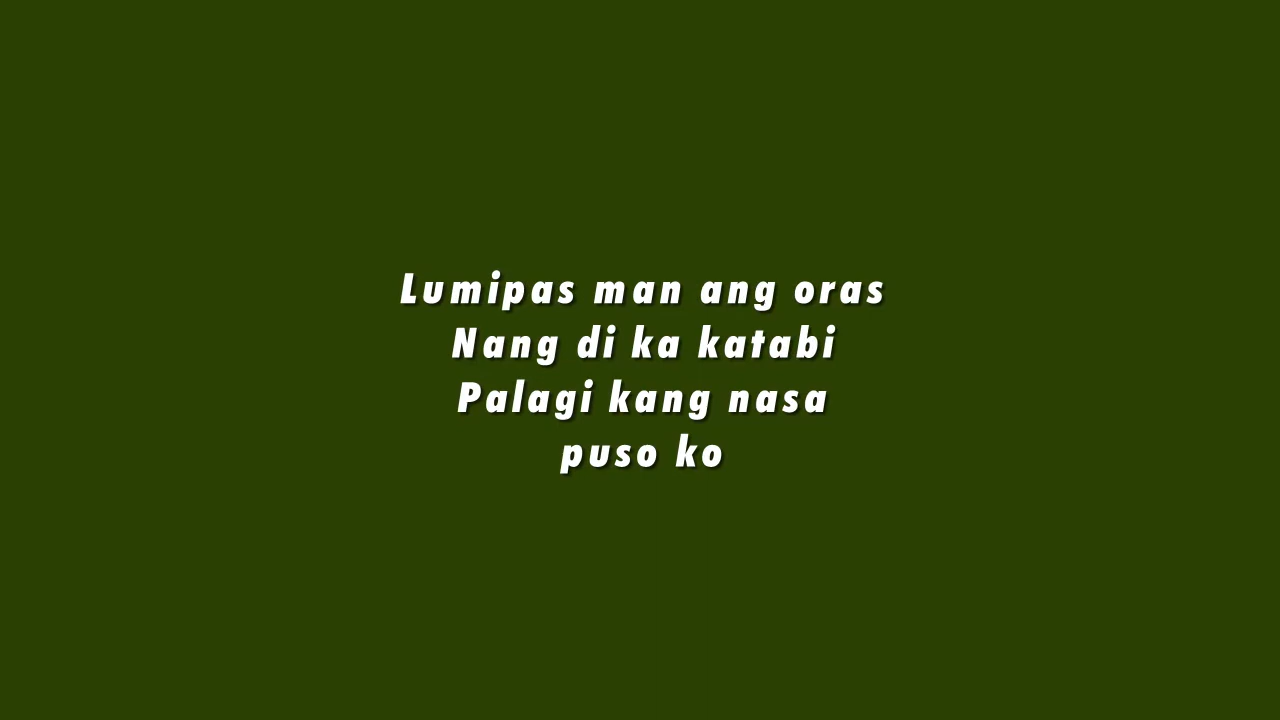 Lumipas man ang oras
Nang di ka katabi
Palagi kang nasa
puso ko